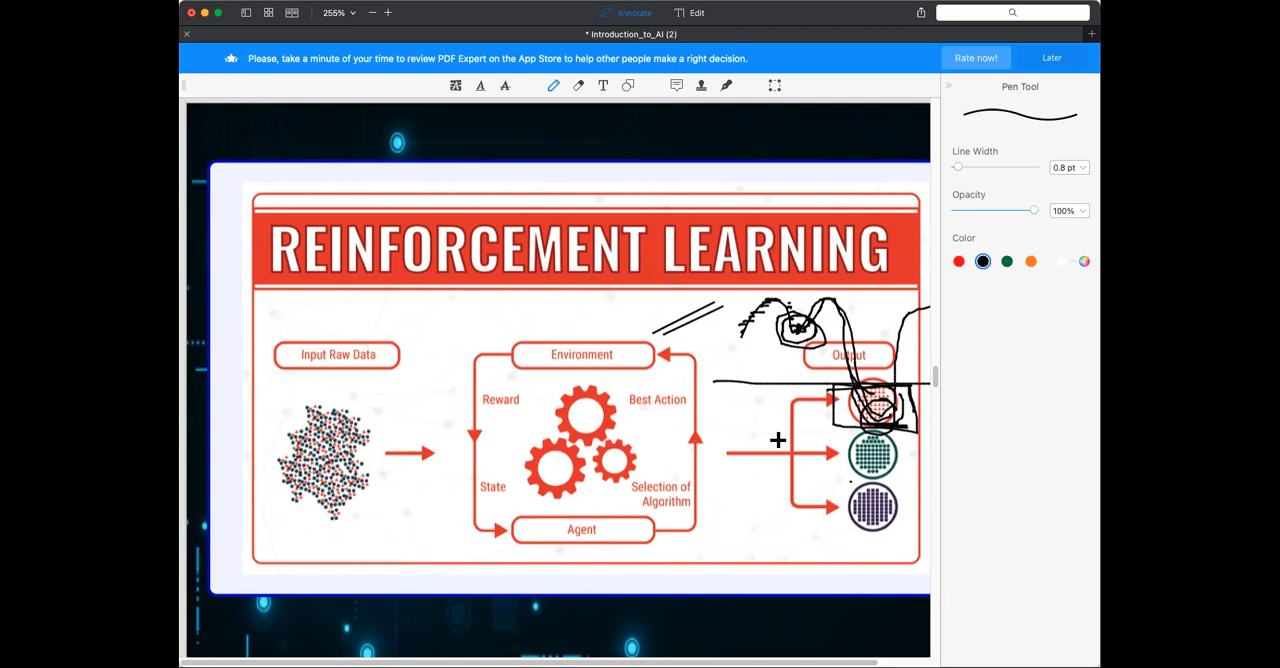 255%
Annotate
Edit
* Introduction_to_AI (2)
Please, take a minute of your time to review PDF Expert on the App Store to help other people make a right decision.
Rate now!
Later
Pen Tool
Line Width
0.8 pt
Opacity
100%
Color
REINFORCEMENT LEARNING
Input Raw Data
Environment
Output
Reward
Best Action
State
Selection of
Algorithm
Agent